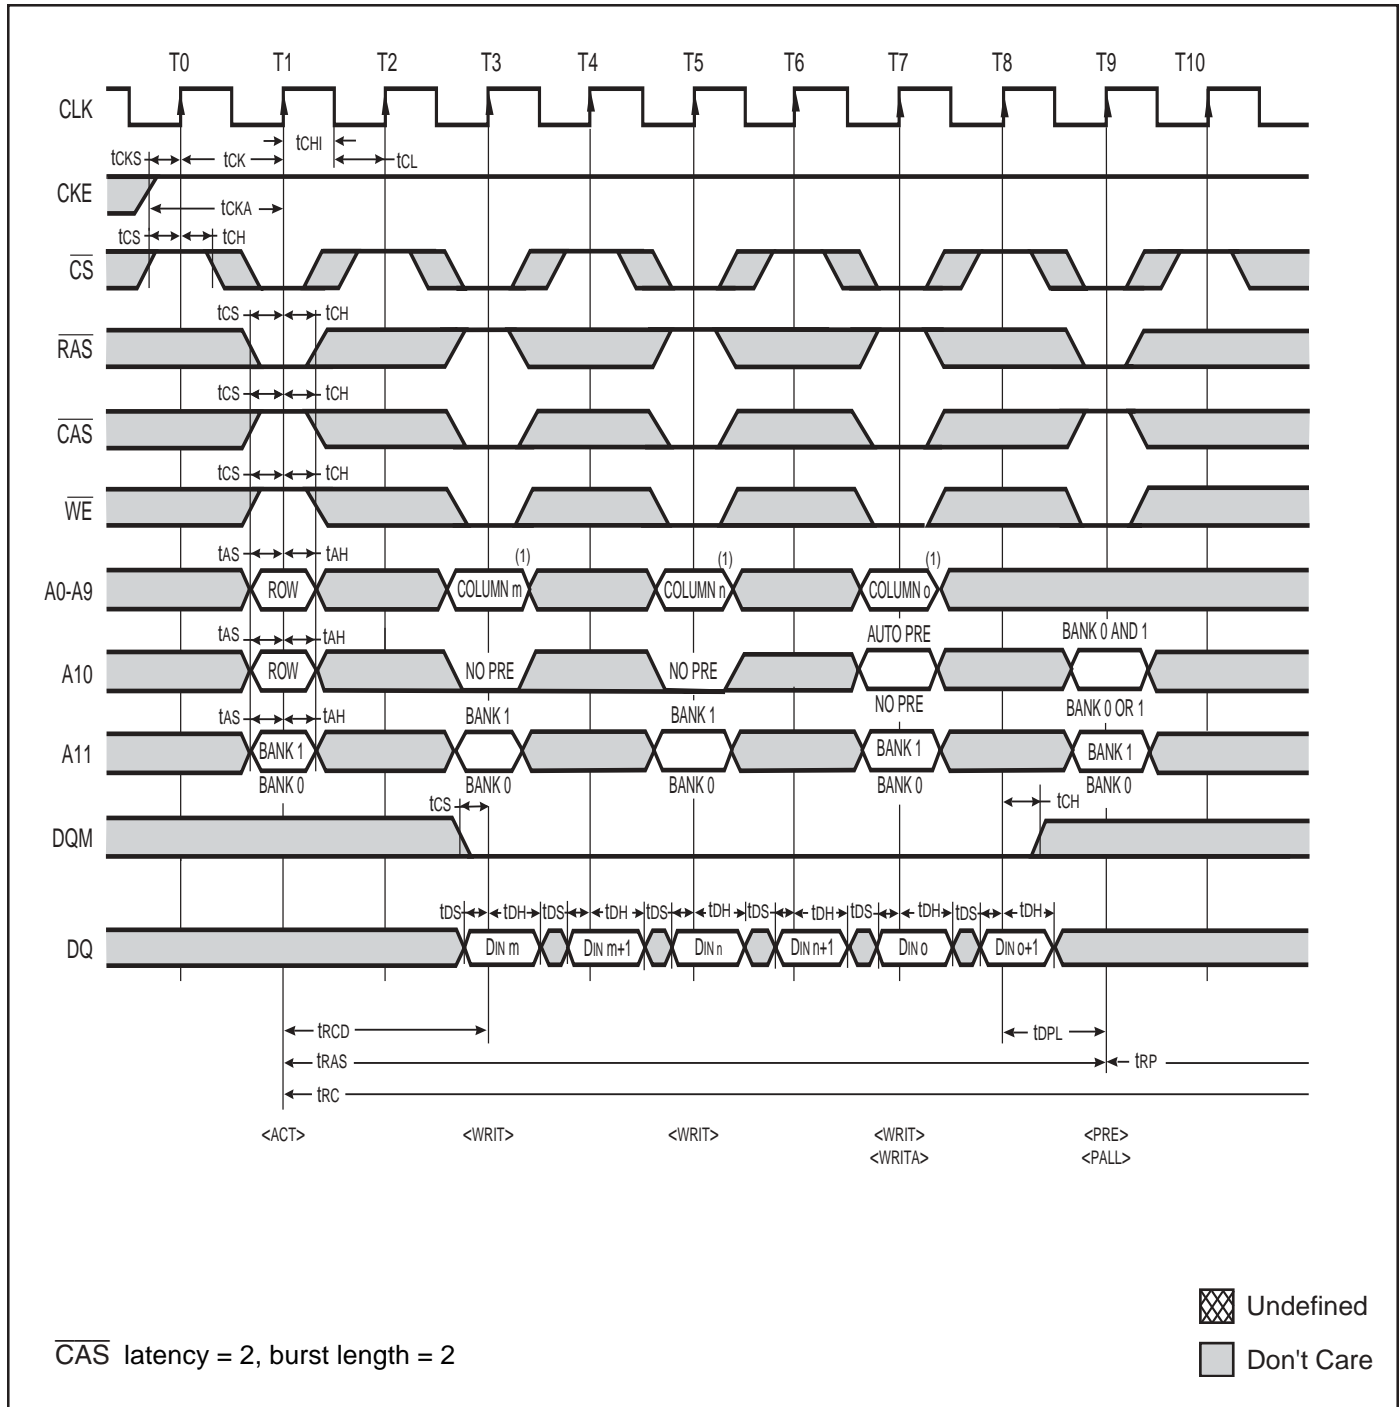 T0 T1 T2 T3 T4 T5 T6 T7 T8 T9 T10
CLK
tCHI
tCKS tCK tCL
CKE
tCKA
tCS tCH
CS
tCS tCH
RAS
tCS tCH
CAS
tCS tCH
WE
tAS tAH (1) (1) (1)
A0-A9 ROW COLUMN m COLUMN n COLUMN o
tAS tAH AUTO PRE BANK 0 AND 1
A10 ROW NO PRE NO PRE
NO PRE BANK 0 OR 1
tAS tAH BANK 1 BANK 1
A11 BANK 1 BANK 1 BANK 1
BANK 0 BANK 0 BANK 0 BANK 0 BANK 0
tCS tCH
DQM
tDS tDH tDS tDH tDS tDH tDS tDH tDS tDH tDS tDH
DQ DIN m DIN m+1 DIN n DIN n+1 DIN o DIN o+1
tRCD tDPL
tRAS tRP
tRC
<ACT> <WRIT> <WRIT> <WRIT> <PRE>
<WRITA> <PALL>
Undefined
CAS latency = 2, burst length = 2
Don't Care